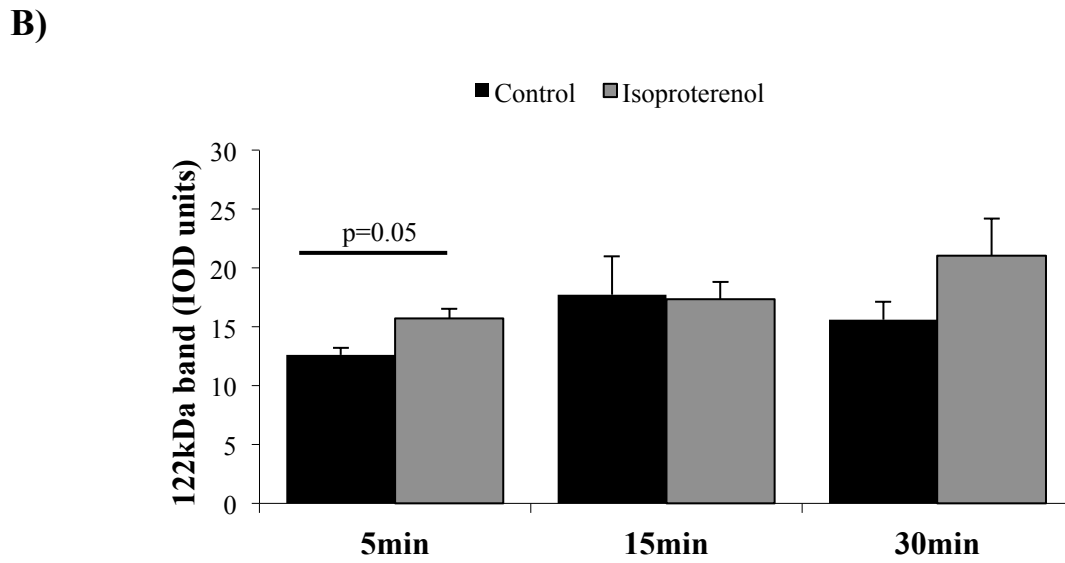 B)
Control Isoproterenol
122kDa band (IOD units)
30
25
20
15
10
5
0
p=0.05
5min 15min 30min